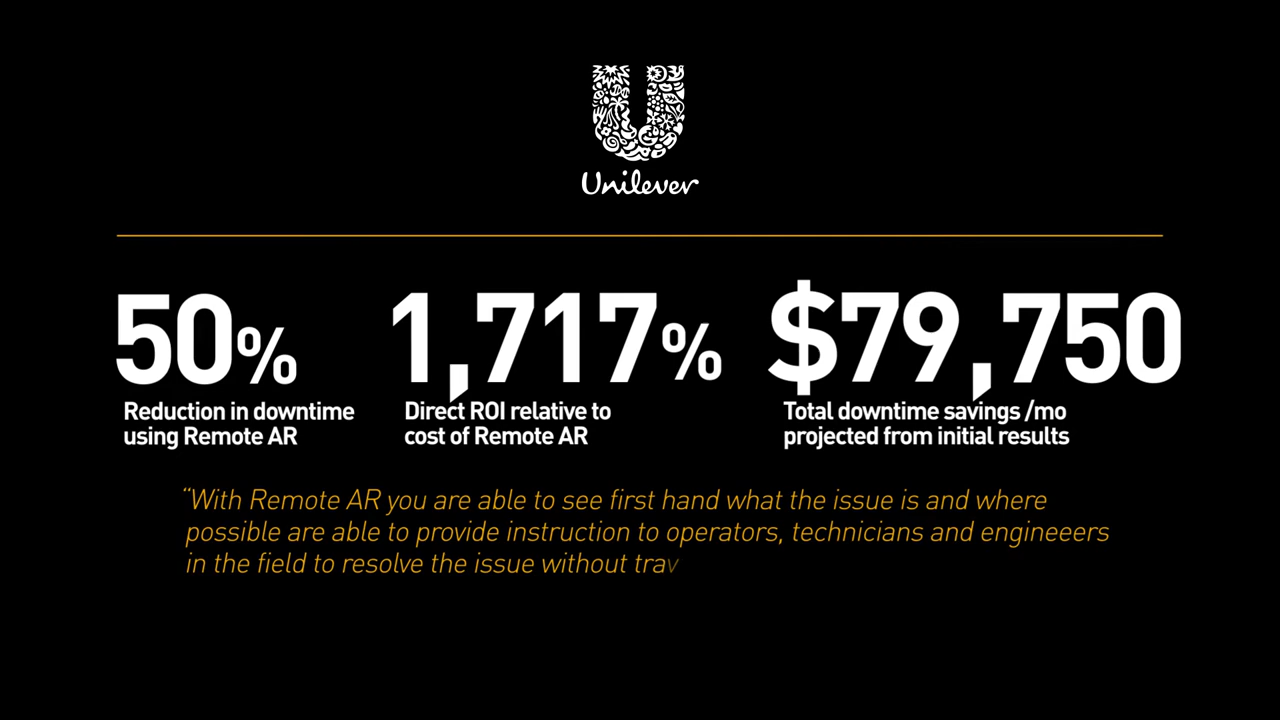 Unilever
50% 1,717% $79,750
Reduction in downtime
using Remote AR
Direct ROI relative to
cost of Remote AR
Total downtime savings /mo
projected from initial results
“With Remote AR you are able to see first hand what the issue is and where
possible are able to provide instruction to operators, technicians and engineeers
in the field to resolve the issue without trav